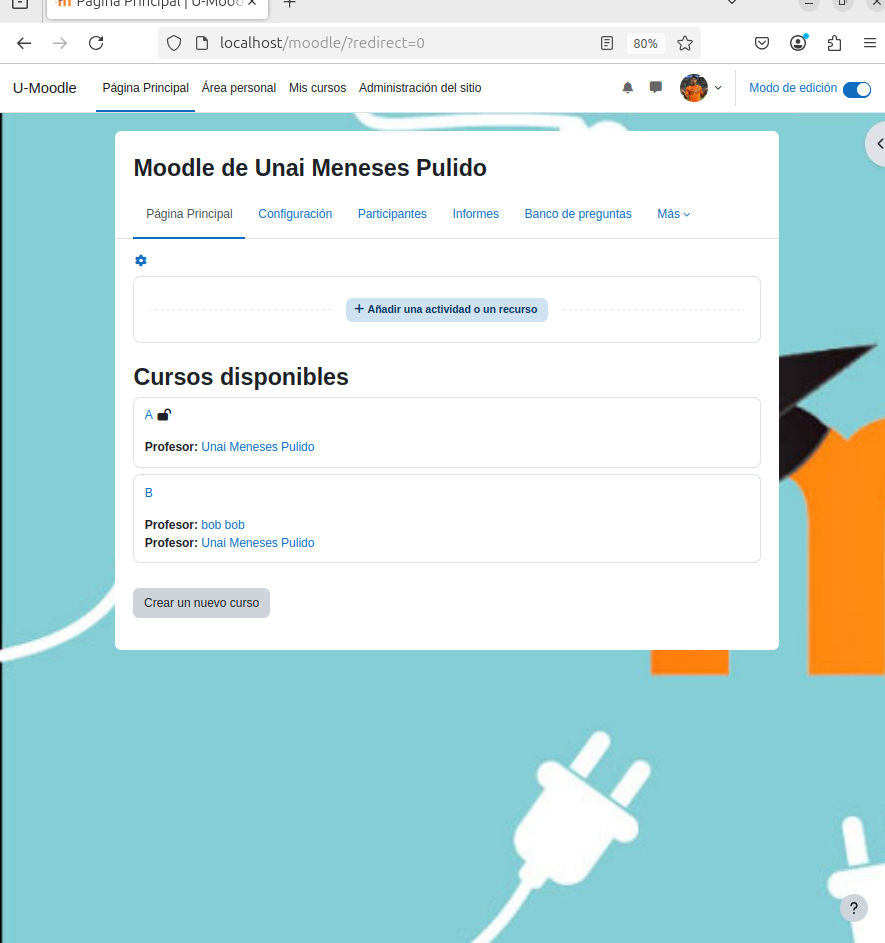 Página Principal | U-Mood
localhost/moodle/?redirect=0
80%
U-Moodle
Página Principal
Área personal
Mis cursos
Administración del sitio
Modo de edición
Moodle de Unai Meneses Pulido
Página Principal
Configuración
Participantes
Informes
Banco de preguntas
Más
+ Añadir una actividad o un recurso
Cursos disponibles
A
Profesor: Unai Meneses Pulido
B
Profesor: bob bob
Profesor: Unai Meneses Pulido
Crear un nuevo curso
?